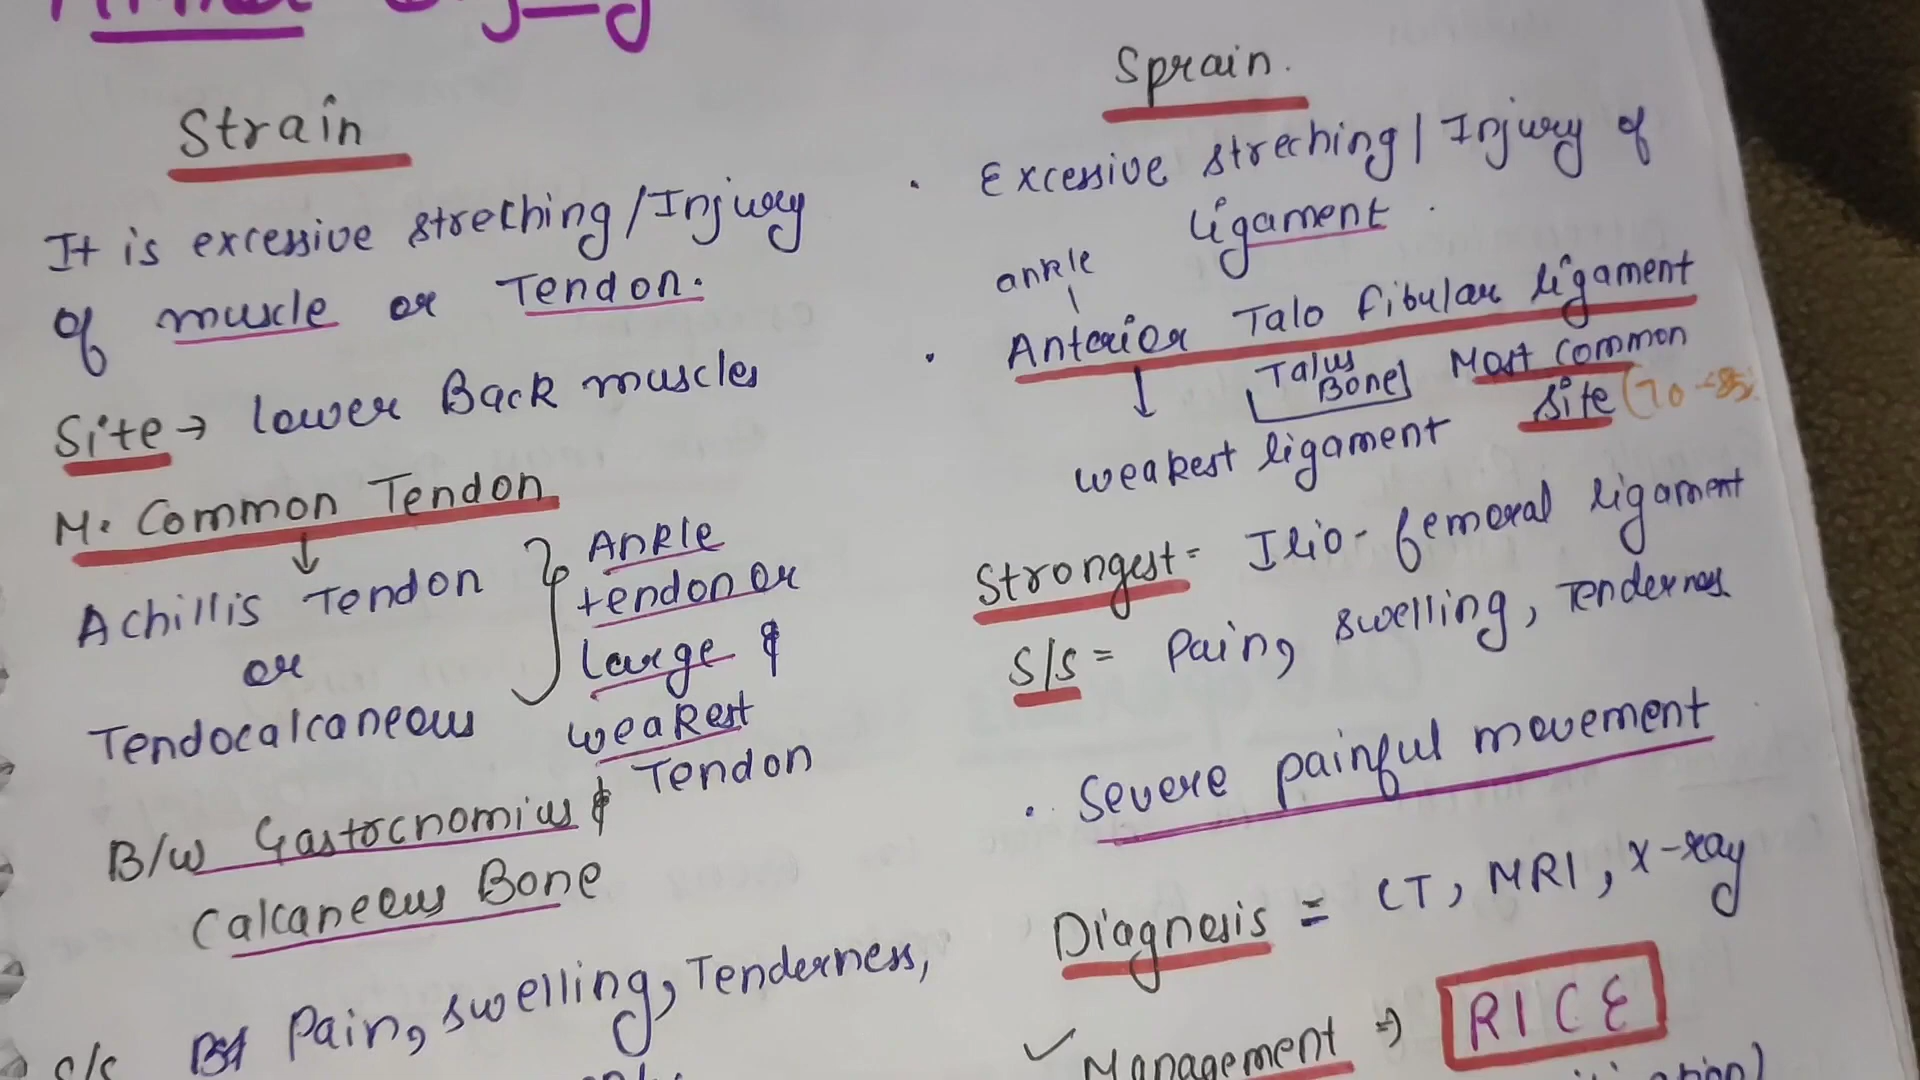 Strain
It is excessive streching/Injury
of muscle or Tendon.
Site → lower Back muscles
M. Common Tendon
↓
Achillis Tendon
or
Tendocalcaneous
Ankle
tendon or
large &
weakest
Tendon
B/w Gastrocnomius &
Calcaneous Bone
Pain, swelling, Tenderness,
Sprain.
• Excessive streching/Injury of
ligament.
ankle
• Anterior Talo fibular ligament
Talus
Bone
Most Common
site (70-85
↓
weakest ligament
Strongest = Ilio-femoral ligament
S/S = Pain, swelling, Tenderness
• Severe painful movement
Diagnosis = CT, MRI, X-ray
✓ Management ⇒ RICE